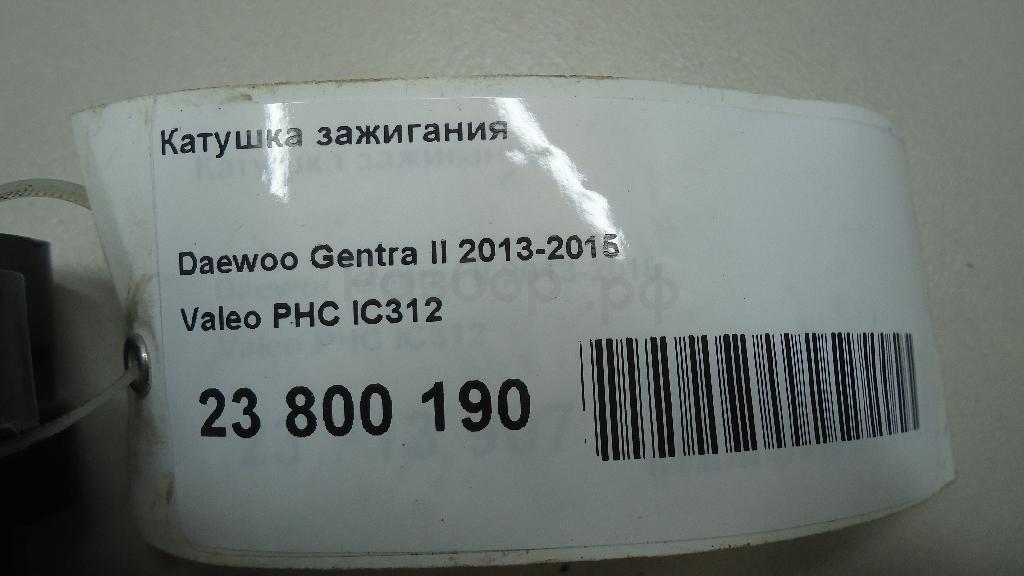 Катушка зажигания
Daewoo Gentra II 2013-2015
Valeo PHC IC312
23 800 190